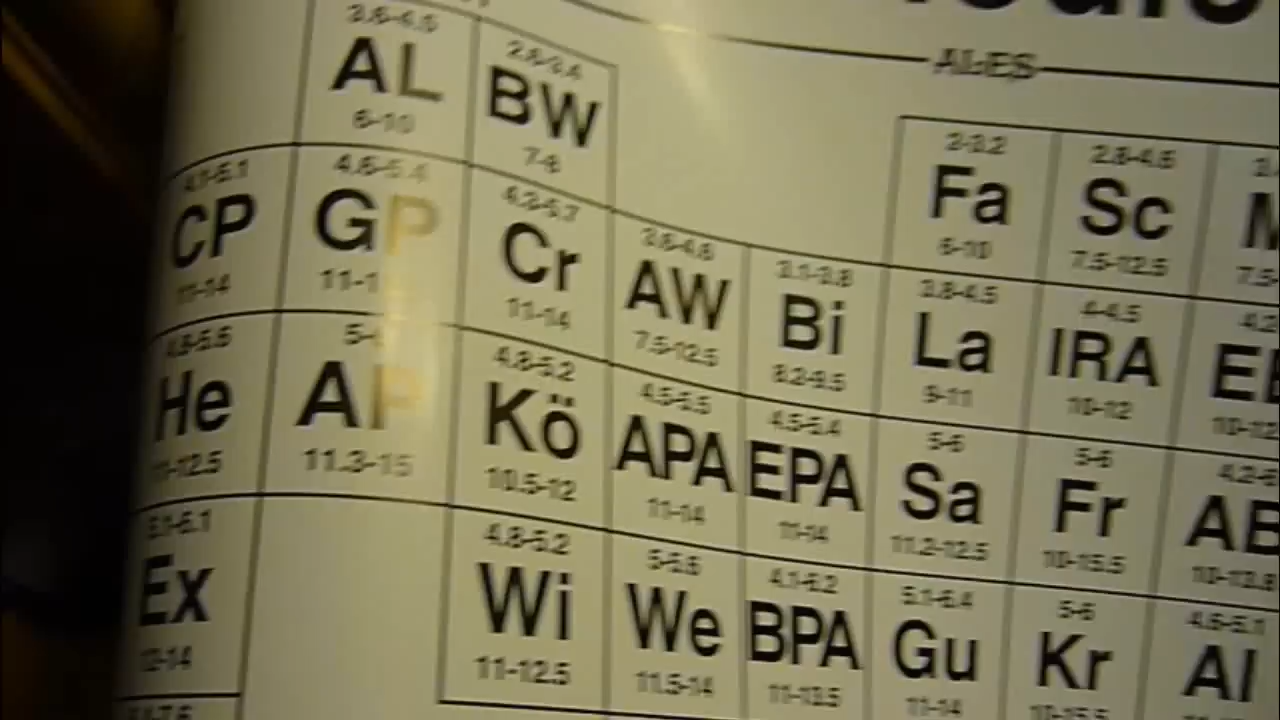 ALES
3.6-4.5
AL
6-10
2.8-3.4
BW
7-8
2-3.2
Fa
6-10
2.8-4.6
Sc
7.5-12.5
4.1-5.1
CP
11-14
4.6-5.4
GP
11-1
4.3-5.7
Cr
11-14
3.6-4.6
AW
7.5-12.5
3.1-3.8
Bi
8.2-9.5
3.8-4.5
La
9-11
4-4.5
IRA
10-12
4.8-5.6
He
11-12.5
AP
11.3-15
4.8-5.2
Kö
10.5-12
4.5-5.5
APA
11-14
4.5-5.4
EPA
11-14
5-6
Sa
11.2-12.5
5-6
Fr
10-15.5
AB
Ex
4.8-5.2
Wi
11-12.5
5-5.6
We
11.5-14
4.1-6.2
BPA
11-13.5
5.1-6.4
Gu
11-14
5-6
Kr
10-15.5
4.6-5.1
Al